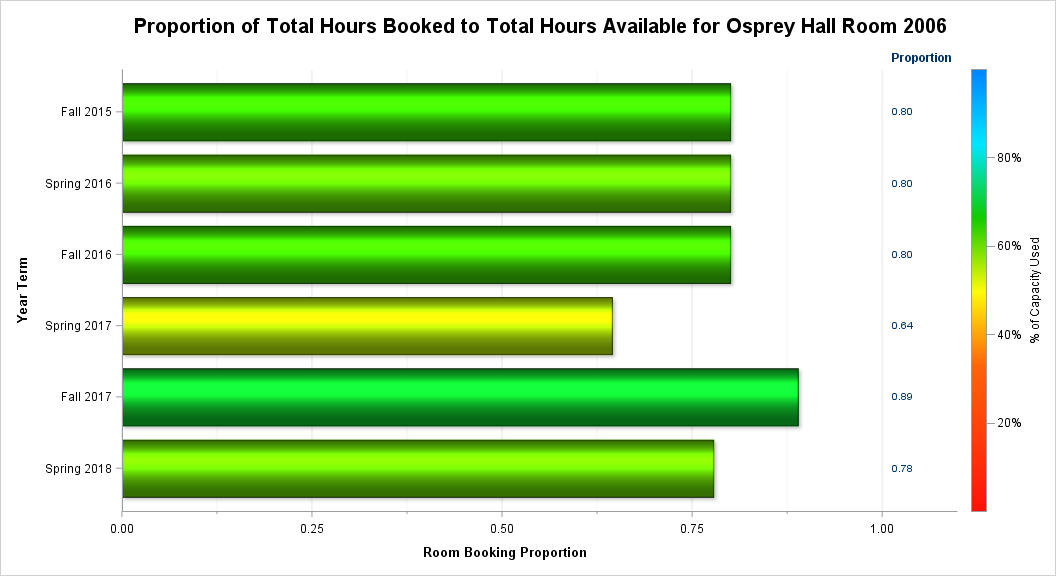 Proportion of Total Hours Booked to Total Hours Available for Osprey Hall Room 2006
Proportion
Fall 2015 0.80
Spring 2016 0.80
Fall 2016 0.80
Spring 2017 0.64
Fall 2017 0.89
Spring 2018 0.78
Year Term
0.00 0.25 0.50 0.75 1.00
Room Booking Proportion
80%
60%
40%
20%
% of Capacity Used